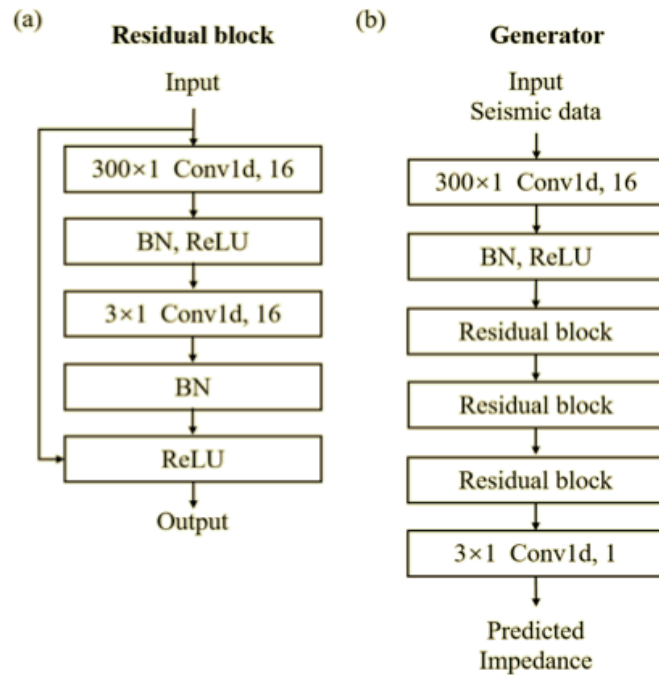 (a)
Residual block
Input
300×1 Conv1d, 16
BN, ReLU
3×1 Conv1d, 16
BN
ReLU
Output
(b)
Generator
Input
Seismic data
300×1 Conv1d, 16
BN, ReLU
Residual block
Residual block
Residual block
3×1 Conv1d, 1
Predicted
Impedance